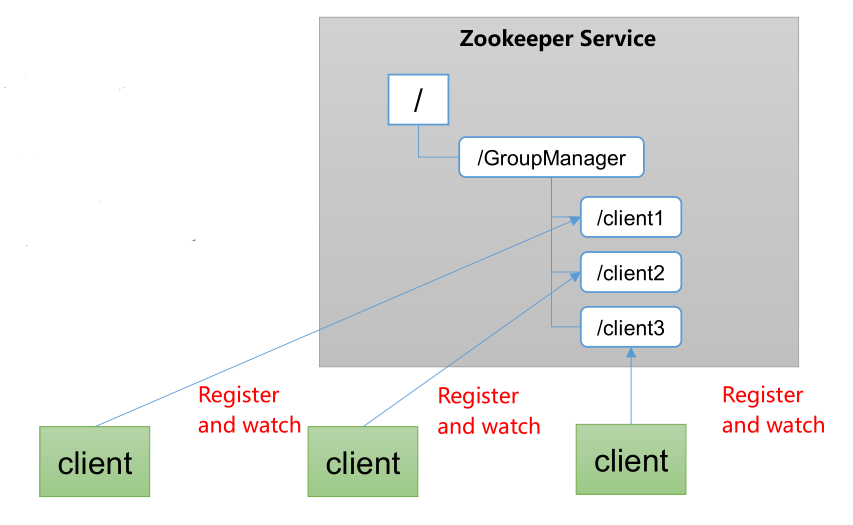 Zookeeper Service
/
/GroupManager
/client1
/client2
/client3
Register
and watch
Register
and watch
Register
and watch
client
client
client